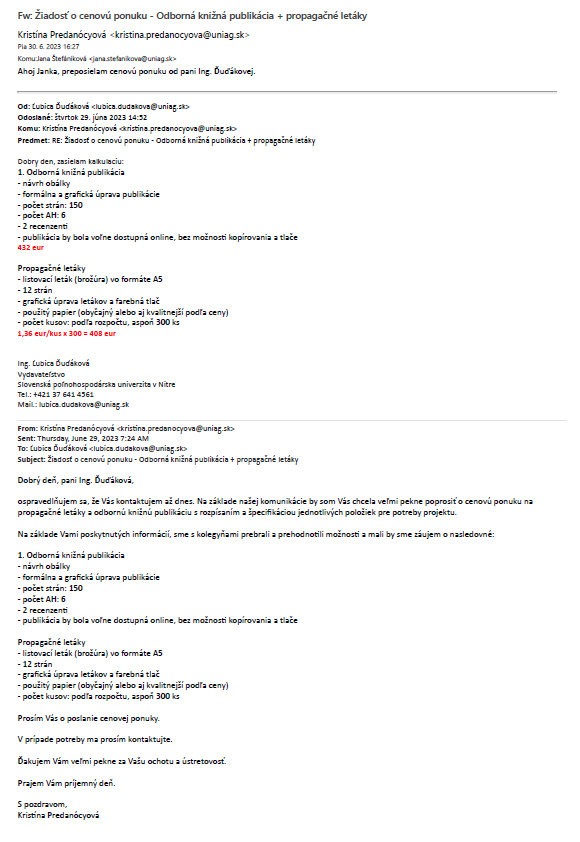 Fw: Žiadosť o cenovú ponuku - Odborná knižná publikácia + propagačné letáky
Kristína Predanócyová <kristina.predanocyova@uniag.sk>
Pia 30. 6. 2023 16:27
Komu:Jana Štefániková <jana.stefanikova@uniag.sk>
Ahoj Janka, preposielam cenovú ponuku od pani Ing. Ďuďákovej.
Od: Ľubica Ďuďáková <lubica.dudakova@uniag.sk>
Odoslané: štvrtok 29. júna 2023 14:52
Komu: Kristína Predanócyová <kristina.predanocyova@uniag.sk>
Predmet: RE: Žiadosť o cenovú ponuku - Odborná knižná publikácia + propagačné letáky
Dobry den, zasielam kalkulaciu:
1. Odborná knižná publikácia
- návrh obálky
- formálna a grafická úprava publikácie
- počet strán: 150
- počet AH: 6
- 2 recenzenti
- publikácia by bola voľne dostupná online, bez možnosti kopírovania a tlače
432 eur
Propagačné letáky
- listovací leták (brožúra) vo formáte A5
- 12 strán
- grafická úprava letákov a farebná tlač
- použitý papier (obyčajný alebo aj kvalitnejší podľa ceny)
- počet kusov: podľa rozpočtu, aspoň 300 ks
1,36 eur/kus x 300 = 408 eur
Ing. Ľubica Ďuďáková
Vydavateľstvo
Slovenská poľnohospodárska univerzita v Nitre
Tel.: +421 37 641 4561
Mail.: lubica.dudakova@uniag.sk
From: Kristína Predanócyová <kristina.predanocyova@uniag.sk>
Sent: Thursday, June 29, 2023 7:24 AM
To: Ľubica Ďuďáková <lubica.dudakova@uniag.sk>
Subject: Žiadosť o cenovú ponuku - Odborná knižná publikácia + propagačné letáky
Dobrý deň, pani Ing. Ďuďáková,
ospravedlňujem sa, že Vás kontaktujem až dnes. Na základe našej komunikácie by som Vás chcela veľmi pekne poprosiť o cenovú ponuku na
propagačné letáky a odbornú knižnú publikáciu s rozpísaním a špecifikáciou jednotlivých položiek pre potreby projektu.
Na základe Vami poskytnutých informácií, sme s kolegyňami prebrali a prehodnotili možnosti a mali by sme záujem o nasledovné:
1. Odborná knižná publikácia
- návrh obálky
- formálna a grafická úprava publikácie
- počet strán: 150
- počet AH: 6
- 2 recenzenti
- publikácia by bola voľne dostupná online, bez možnosti kopírovania a tlače
Propagačné letáky
- listovací leták (brožúra) vo formáte A5
- 12 strán
- grafická úprava letákov a farebná tlač
- použitý papier (obyčajný alebo aj kvalitnejší podľa ceny)
- počet kusov: podľa rozpočtu, aspoň 300 ks
Prosím Vás o poslanie cenovej ponuky.
V prípade potreby ma prosím kontaktujte.
Ďakujem Vám veľmi pekne za Vašu ochotu a ústretovosť.
Prajem Vám príjemný deň.
S pozdravom,
Kristína Predanócyová